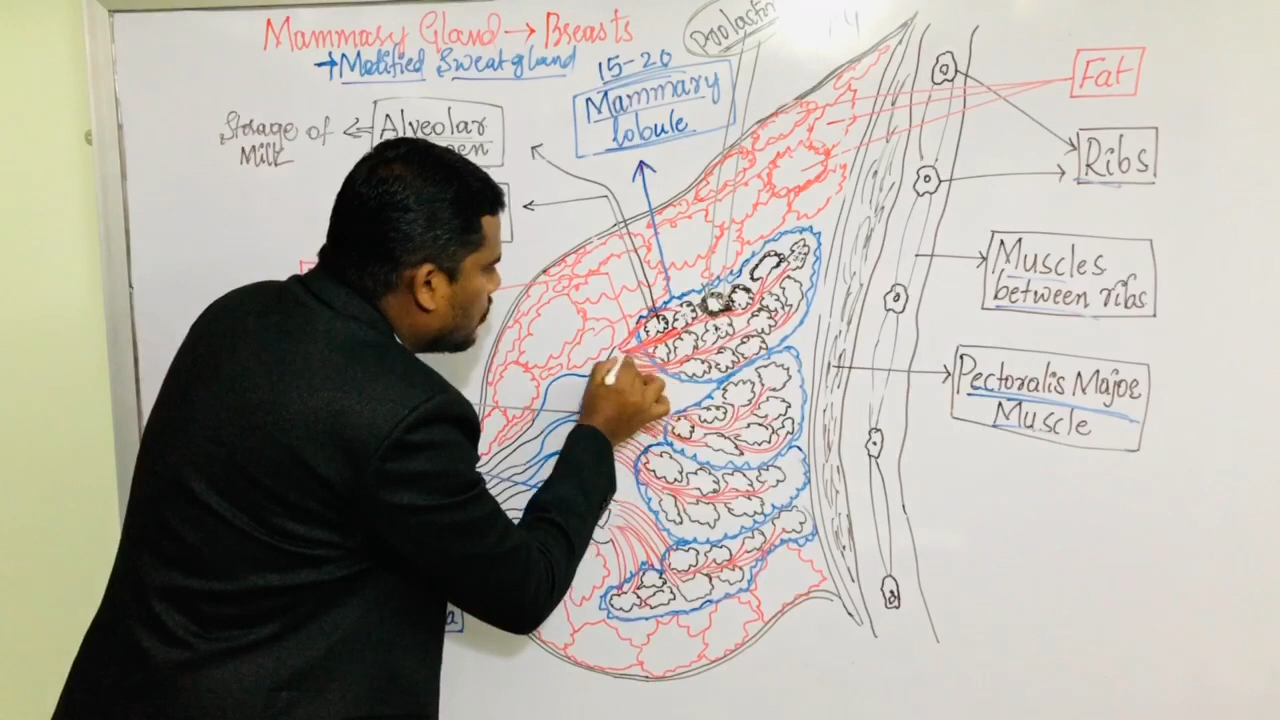 Mammary Gland → Breasts
→ Modified Sweat gland
15-20
Mammary
lobule
Storage of ← Alveolar
Milk
Fat
Ribs
Muscles
between ribs
Pectoralis Major
Muscle